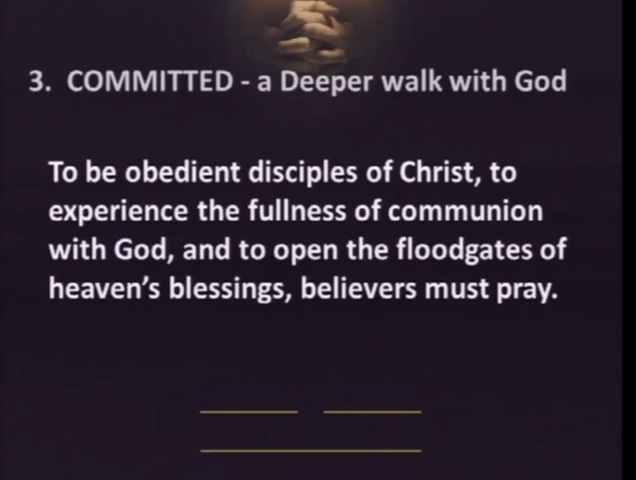 3. COMMITTED - a Deeper walk with God
To be obedient disciples of Christ, to
experience the fullness of communion
with God, and to open the floodgates of
heaven's blessings, believers must pray.